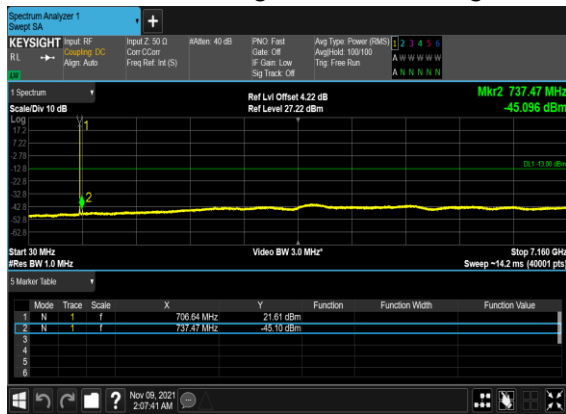 Spectrum Analyzer 1
Swept SA
+
KEYSIGHT Input: RF Input Z: 50 Ω #Atten: 40 dB PNO: Fast Avg Type: Power (RMS) 1 2 3 4 5 6
RL Coupling: DC Corr CCorr Gate: Off Avg|Hold: 100/100 A W W W W W
Align: Auto Freq Ref: Int (S) IF Gain: Low Trig: Free Run
Sig Track: Off A N N N N N
1 Spectrum Ref Lvl Offset 4.22 dB Mkr2 737.47 MHz
Scale/Div 10 dB Ref Level 27.22 dBm -45.096 dBm
Log
1
17.2
7.22
-2.78
-12.8 DL1 -13.00 dBm
-22.8
-32.8
2
-42.8
-52.8
-62.8
Start 30 MHz Video BW 3.0 MHz* Stop 7.160 GHz
#Res BW 1.0 MHz Sweep ~14.2 ms (40001 pts)
5 Marker Table
Mode Trace Scale X Y Function Function Width Function Value
1 N 1 f 706.64 MHz 21.61 dBm
2 N 1 f 737.47 MHz -45.10 dBm
3
4
5
6
? Nov 09, 2021
2:07:41 AM